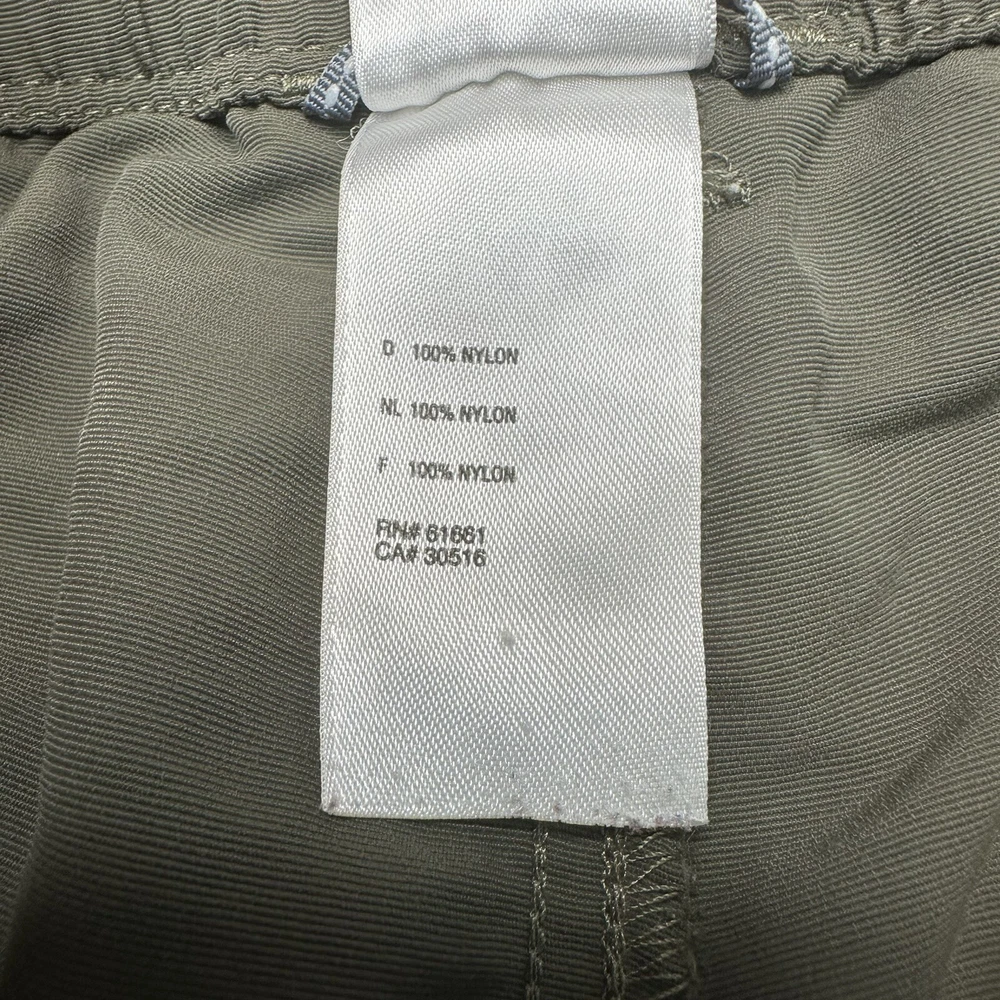 D 100% NYLON
NL 100% NYLON
F 100% NYLON
RN# 61661
CA# 30516